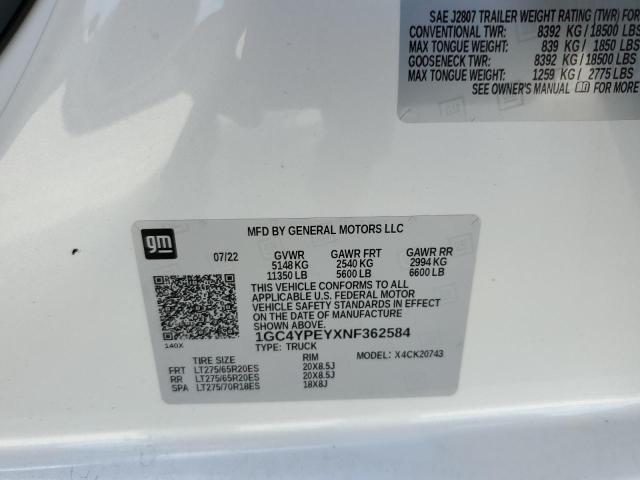 SAE J2807 TRAILER WEIGHT RATING (TWR) FOR
CONVENTIONAL TWR: 8392 KG / 18500 LBS
MAX TONGUE WEIGHT: 839 KG / 1850 LBS
GOOSENECK TWR: 8392 KG / 18500 LBS
MAX TONGUE WEIGHT: 1259 KG / 2775 LBS
SEE OWNER'S MANUAL FOR MORE
gm
MFD BY GENERAL MOTORS LLC
07/22 GVWR GAWR FRT GAWR RR
5148 KG 2540 KG 2994 KG
11350 LB 5600 LB 6600 LB
THIS VEHICLE CONFORMS TO ALL
APPLICABLE U.S. FEDERAL MOTOR
VEHICLE SAFETY STANDARDS IN EFFECT
ON THE DATE OF MANUFACTURE SHOWN ABOVE.
1GC4YPEYXNF362584
140X TYPE: TRUCK MODEL: X4CK20743
TIRE SIZE RIM
FRT LT275/65R20ES 20X8.5J
RR LT275/65R20ES 20X8.5J
SPA LT275/70R18ES 18X8J